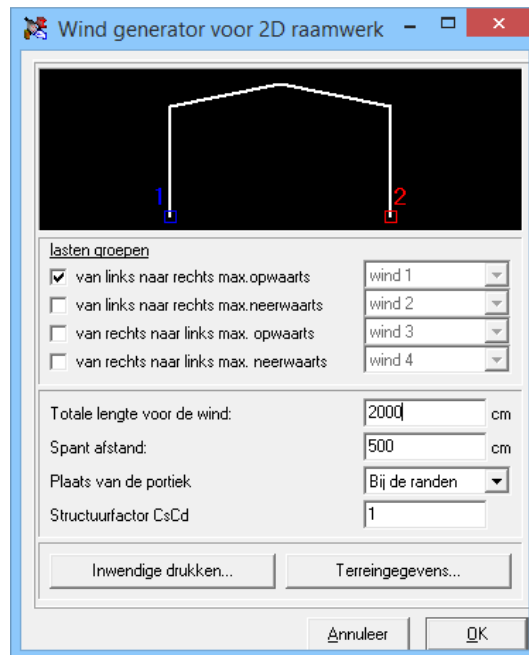 Wind generator voor 2D raamwerk
1
2
lasten groepen
van links naar rechts max.opwaarts wind 1
van links naar rechts max.neerwaarts wind 2
van rechts naar links max. opwaarts wind 3
van rechts naar links max. neerwaarts wind 4
Totale lengte voor de wind: 2000 cm
Spant afstand: 500 cm
Plaats van de portiek Bij de randen
Structuurfactor CsCd 1
Inwendige drukken... Terreingegevens...
Annuleer OK